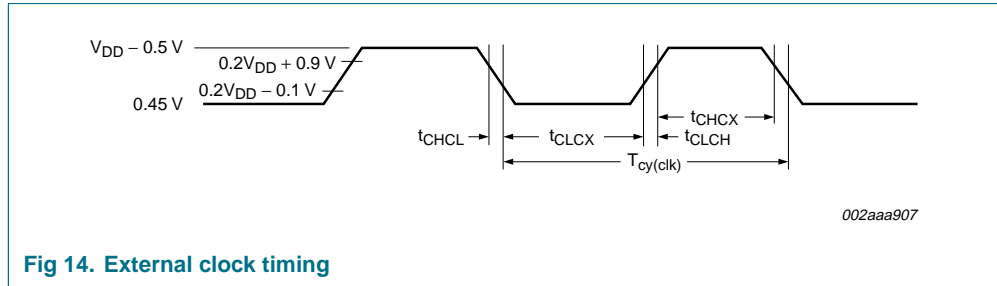 VDD − 0.5 V
0.2VDD + 0.9 V
0.2VDD − 0.1 V
0.45 V
tCHCX
tCHCL
tCLCX
tCLCH
Tcy(clk)
002aaa907
Fig 14. External clock timing